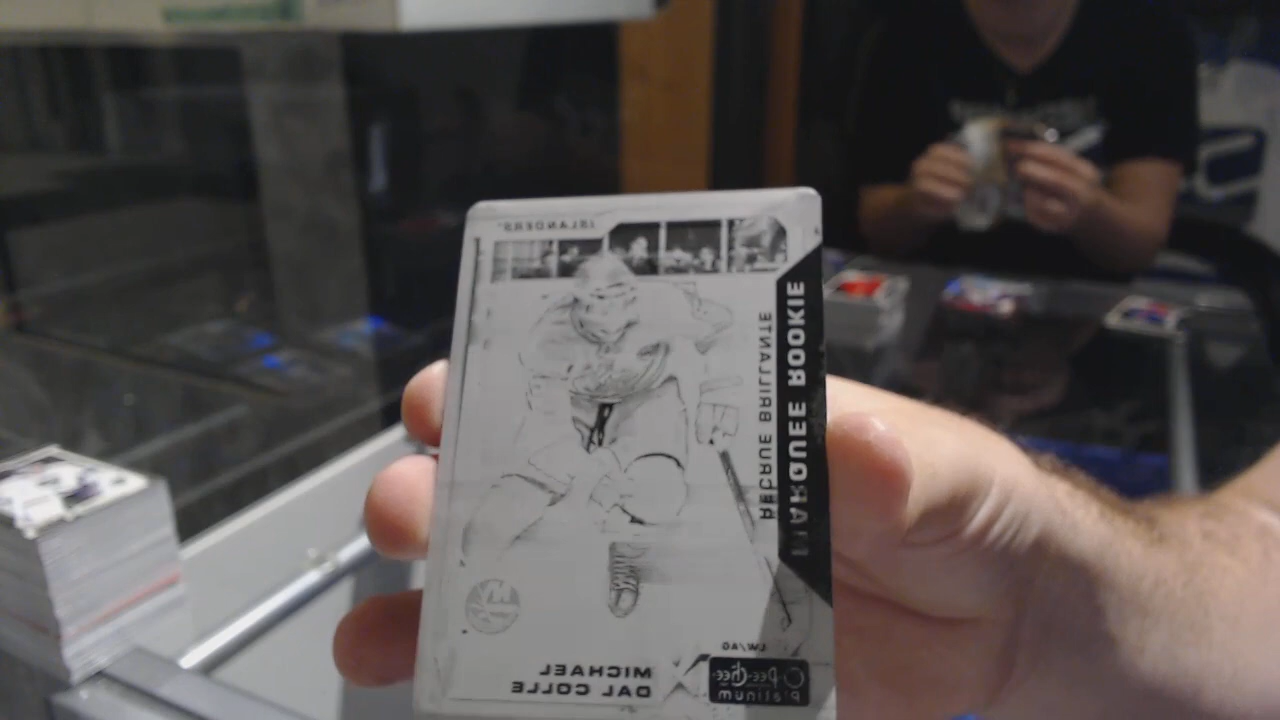 ISLANDERS
MARQUEE ROOKIE
RECRUE BRILLANTE
LW/AG
MICHAEL
DAL COLLE
O-Pee-Chee
platinum